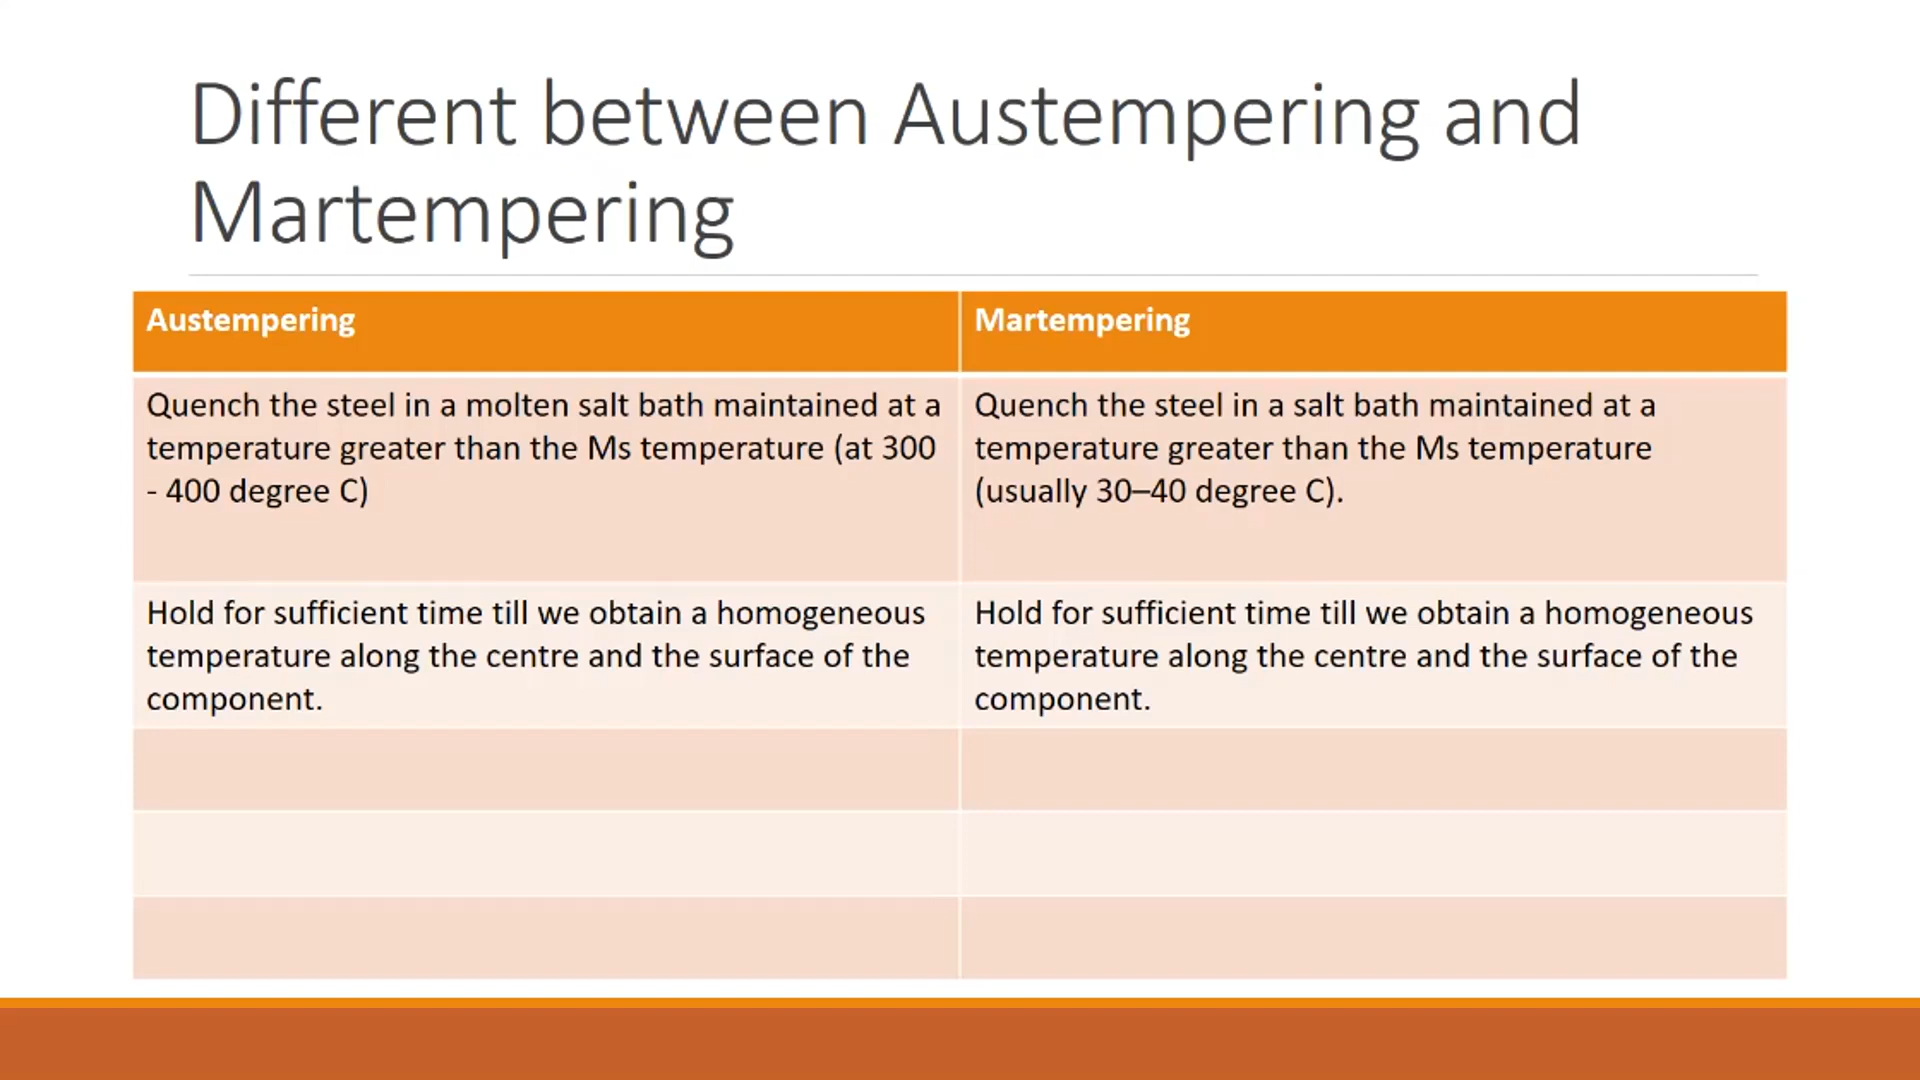 Different between Austempering and
Martempering
Austempering
Martempering
Quench the steel in a molten salt bath maintained at a
temperature greater than the Ms temperature (at 300
- 400 degree C)
Quench the steel in a salt bath maintained at a
temperature greater than the Ms temperature
(usually 30–40 degree C).
Hold for sufficient time till we obtain a homogeneous
temperature along the centre and the surface of the
component.
Hold for sufficient time till we obtain a homogeneous
temperature along the centre and the surface of the
component.